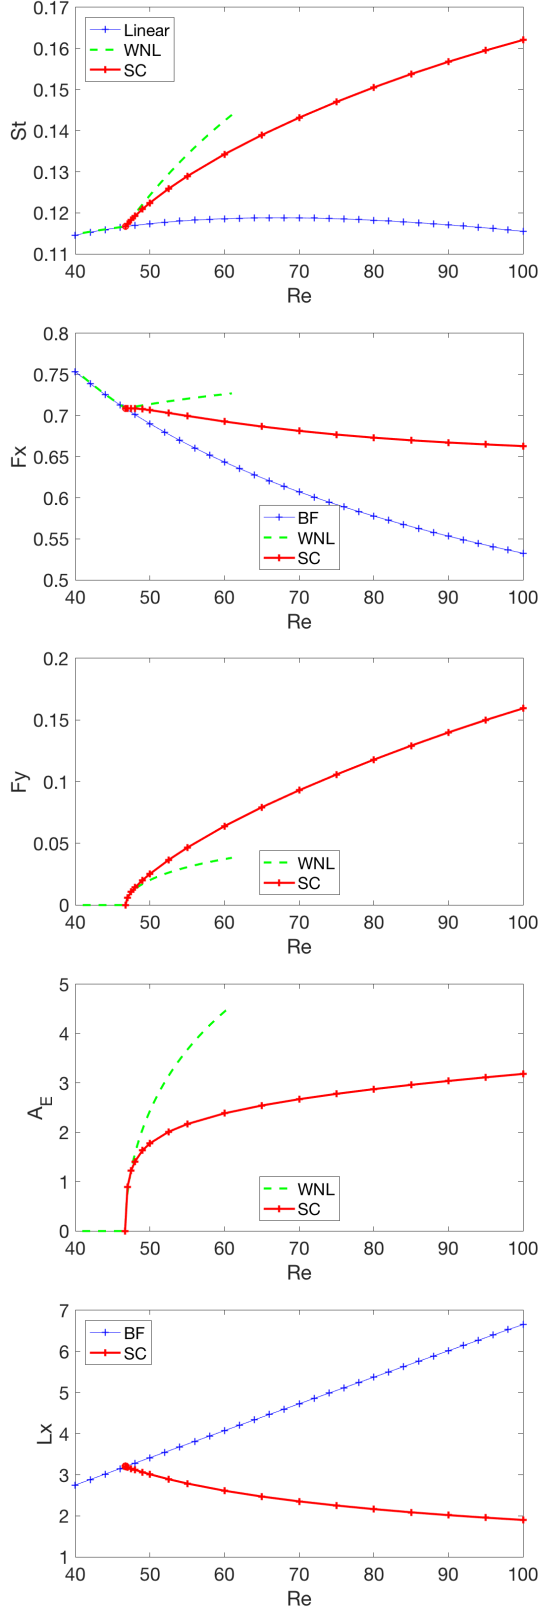 0.17
0.16
0.15
0.14
0.13
0.12
0.11
St
Linear
WNL
SC
40 50 60 70 80 90 100
Re
0.8
0.75
0.7
0.65
0.6
0.55
0.5
Fx
BF
WNL
SC
40 50 60 70 80 90 100
Re
0.2
0.15
0.1
0.05
0
Fy
WNL
SC
40 50 60 70 80 90 100
Re
5
4
3
2
1
0
A_E
WNL
SC
40 50 60 70 80 90 100
Re
7
6
5
4
3
2
1
Lx
BF
SC
40 50 60 70 80 90 100
Re